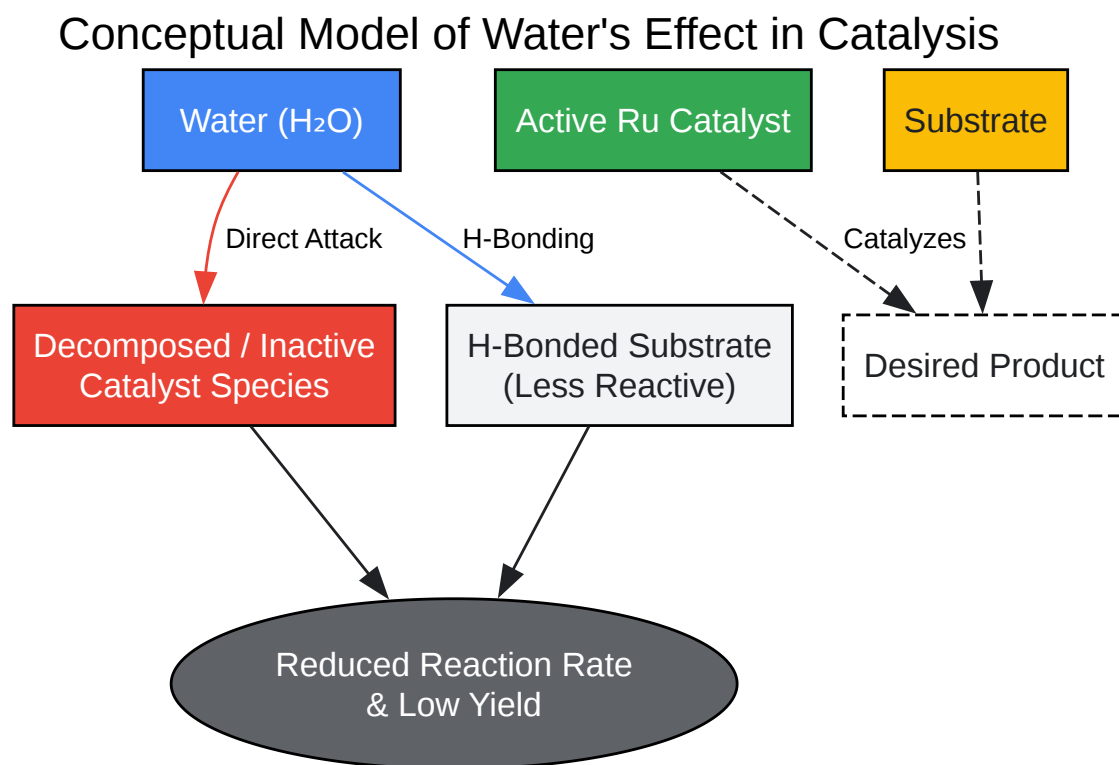 Conceptual Model of Water's Effect in Catalysis
Water (H₂O)
Active Ru Catalyst
Substrate
Direct Attack
H-Bonding
Catalyzes
Decomposed / Inactive
Catalyst Species
H-Bonded Substrate
(Less Reactive)
Desired Product
Reduced Reaction Rate
& Low Yield